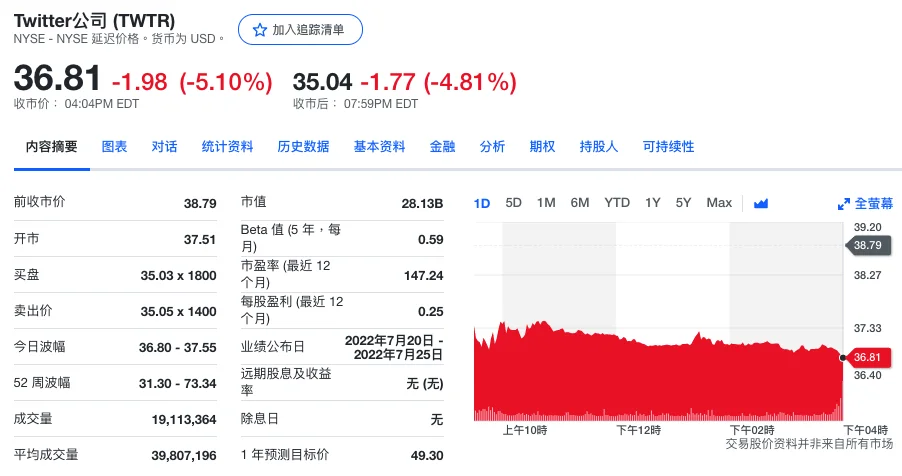 Twitter公司 (TWTR)
NYSE - NYSE 延迟价格。货币为 USD。
加入追踪清单
36.81 -1.98 (-5.10%) 35.04 -1.77 (-4.81%)
收市价： 04:04PM EDT 收市后： 07:59PM EDT
内容摘要 图表 对话 统计资料 历史数据 基本资料 金融 分析 期权 持股人 可持续性
前收市价 38.79
开市 37.51
买盘 35.03 x 1800
卖出价 35.05 x 1400
今日波幅 36.80 - 37.55
52 周波幅 31.30 - 73.34
成交量 19,113,364
平均成交量 39,807,196
市值 28.13B
Beta 值 (5 年，每
月) 0.59
市盈率 (最近 12
个月) 147.24
每股盈利 (最近 12
个月) 0.25
业绩公布日 2022年7月20日 -
2022年7月25日
远期股息及收益
率 无 (无)
除息日 无
1 年预测目标价 49.30
1D 5D 1M 6M YTD 1Y 5Y Max 全萤幕
39.20
38.79
38.27
37.33
36.81
36.40
上午10時 下午12時 下午02時 下午04時
交易股价资料并非来自所有市场